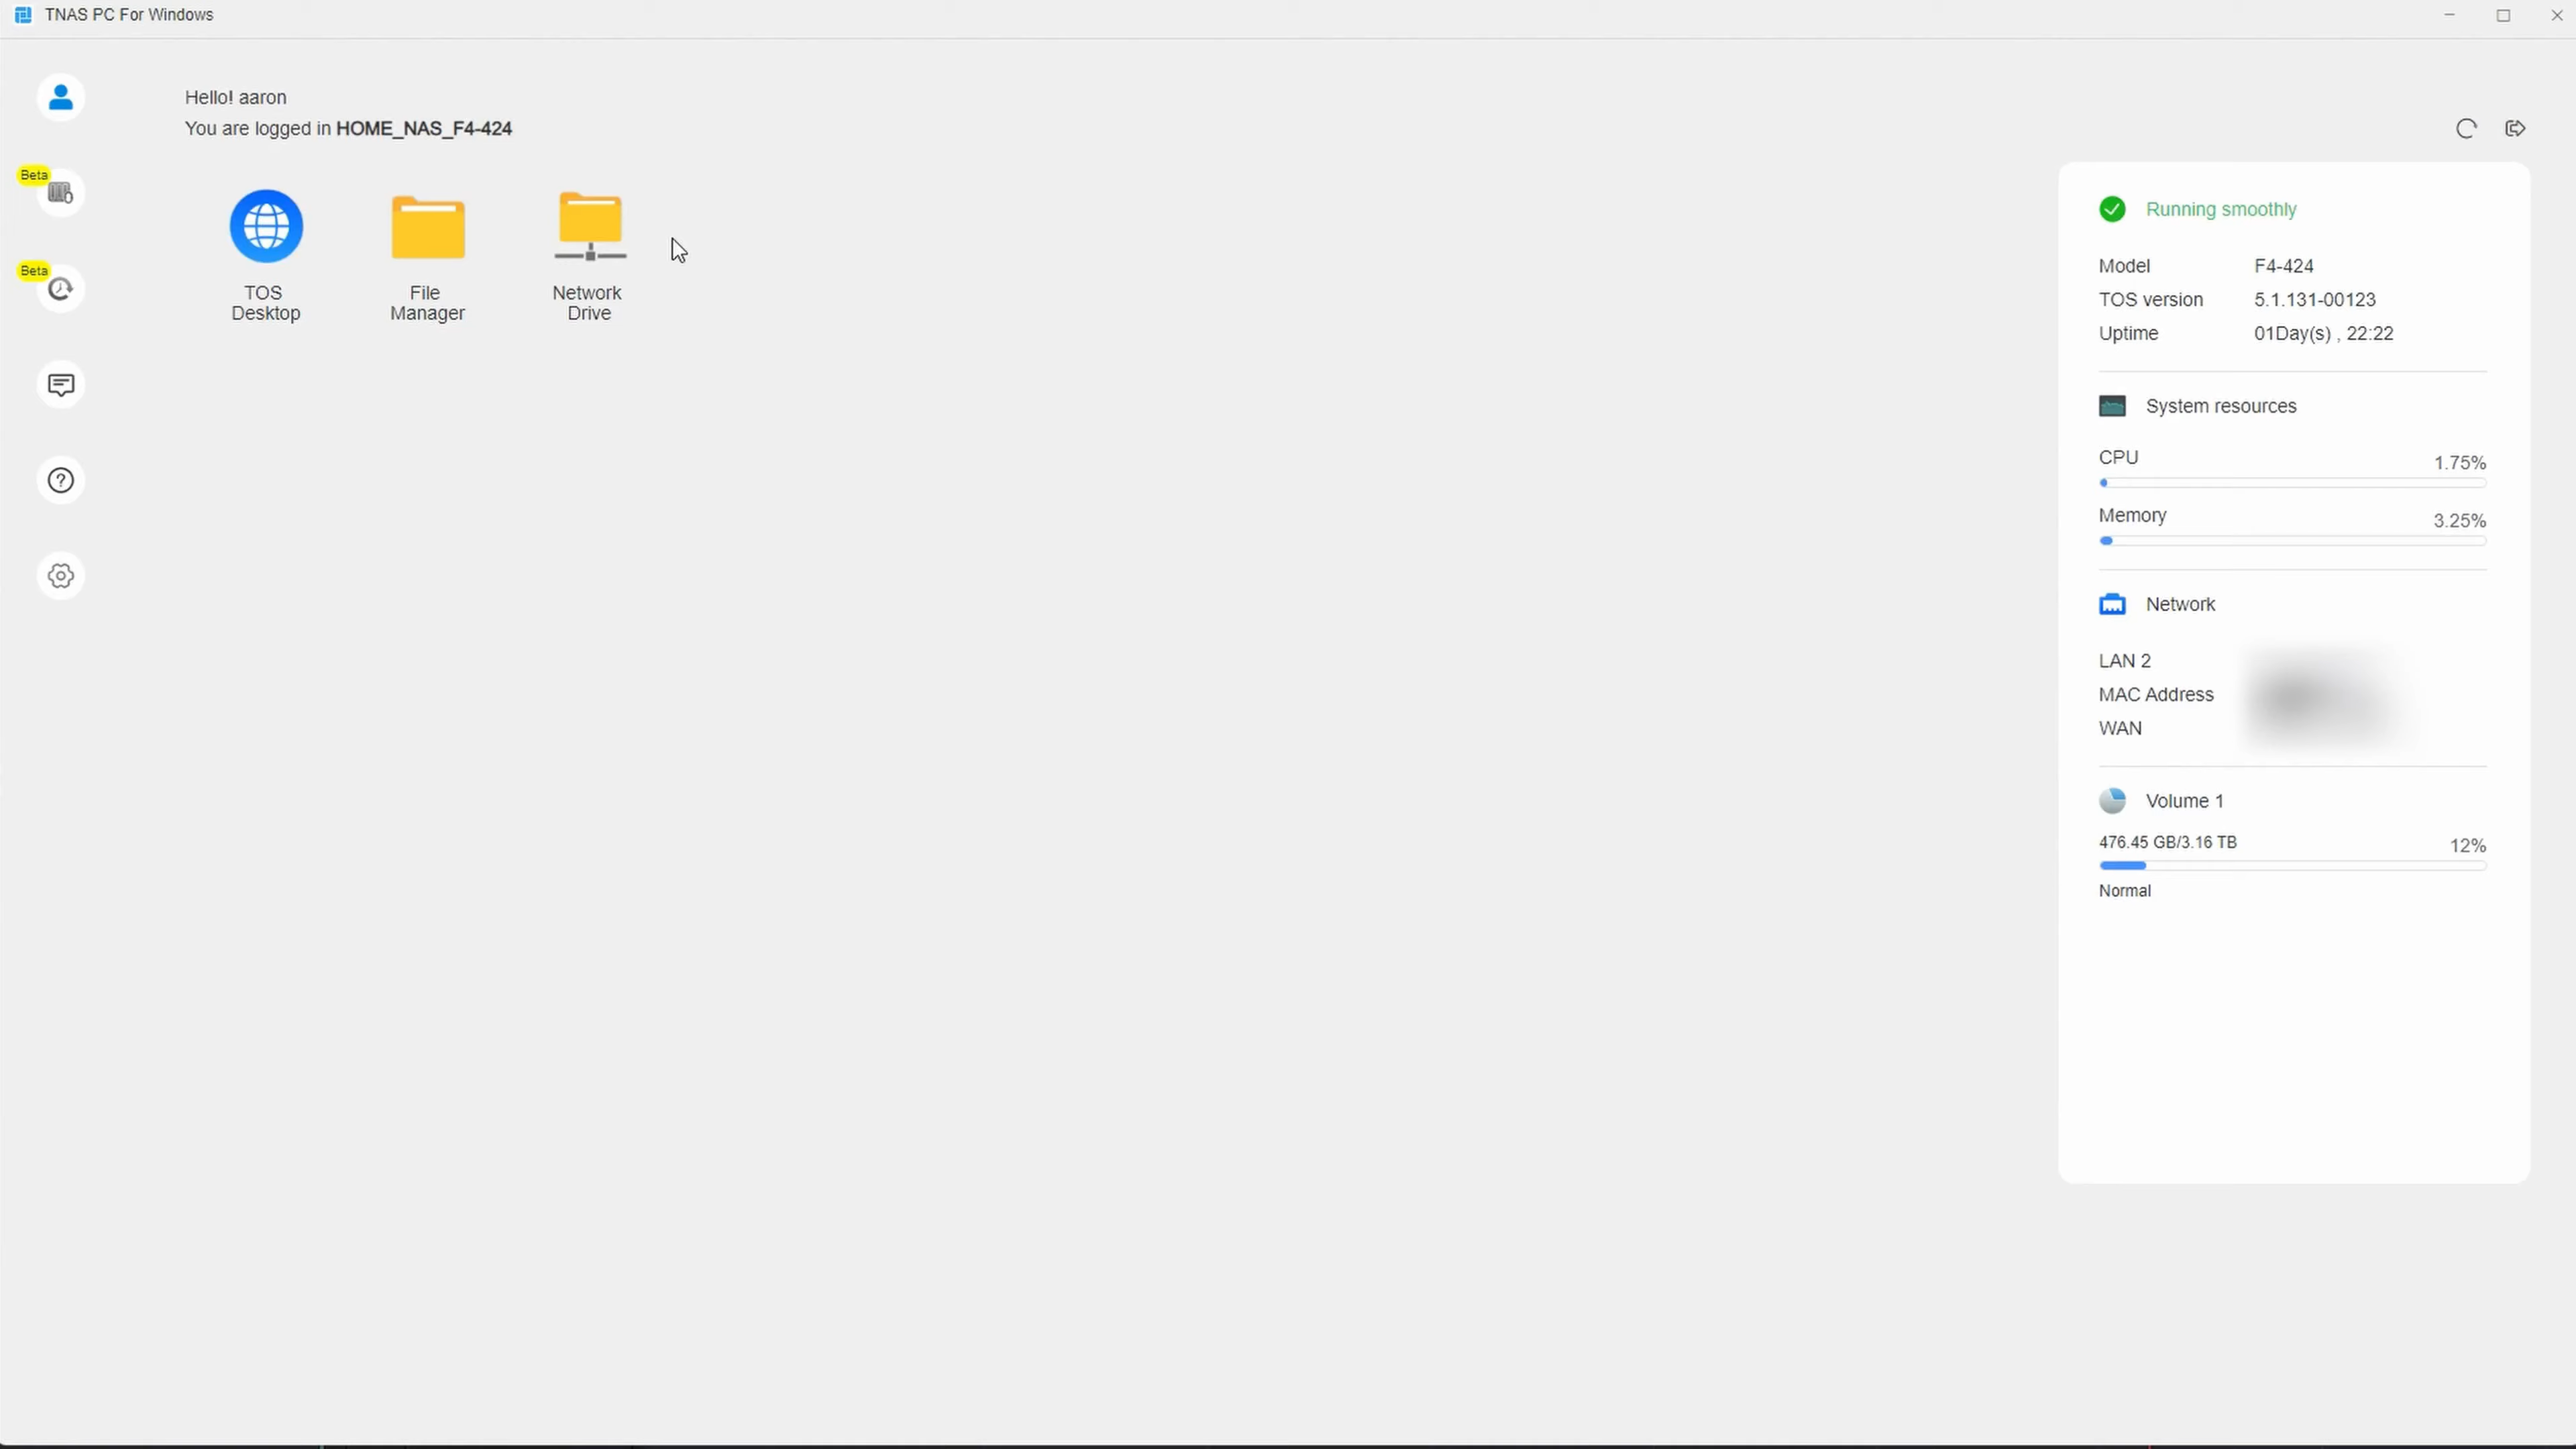 TNAS PC For Windows
Hello! aaron
You are logged in HOME_NAS_F4-424
Beta
Beta
TOS
Desktop
File
Manager
Network
Drive
Running smoothly
Model F4-424
TOS version 5.1.131-00123
Uptime 01Day(s) , 22:22
System resources
CPU 1.75%
Memory 3.25%
Network
LAN 2
MAC Address
WAN
Volume 1
476.45 GB/3.16 TB 12%
Normal